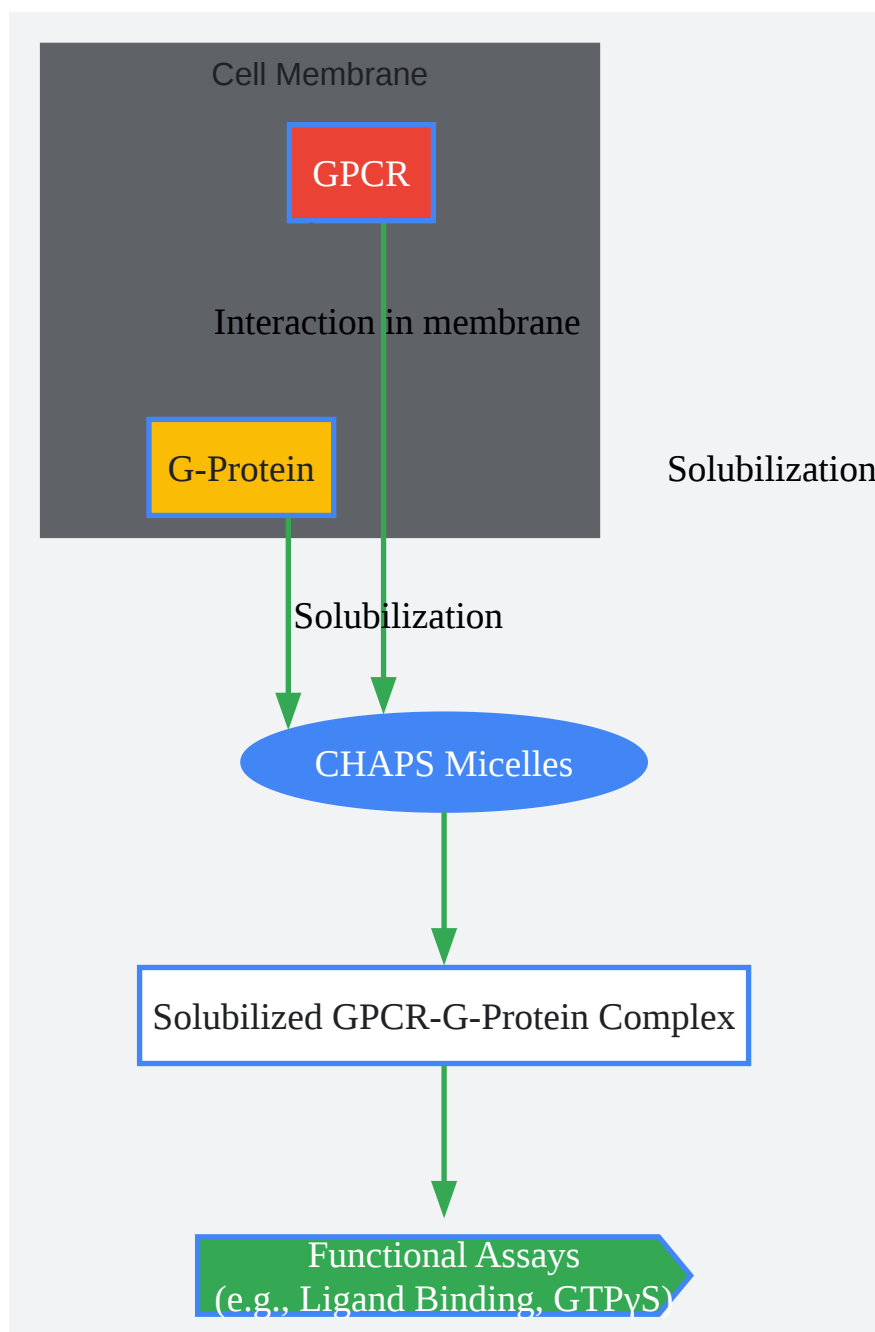 Cell Membrane
GPCR
Interaction in membrane
G-Protein
Solubilization
Solubilization
CHAPS Micelles
Solubilized GPCR-G-Protein Complex
Functional Assays
(e.g., Ligand Binding, GTPγS)